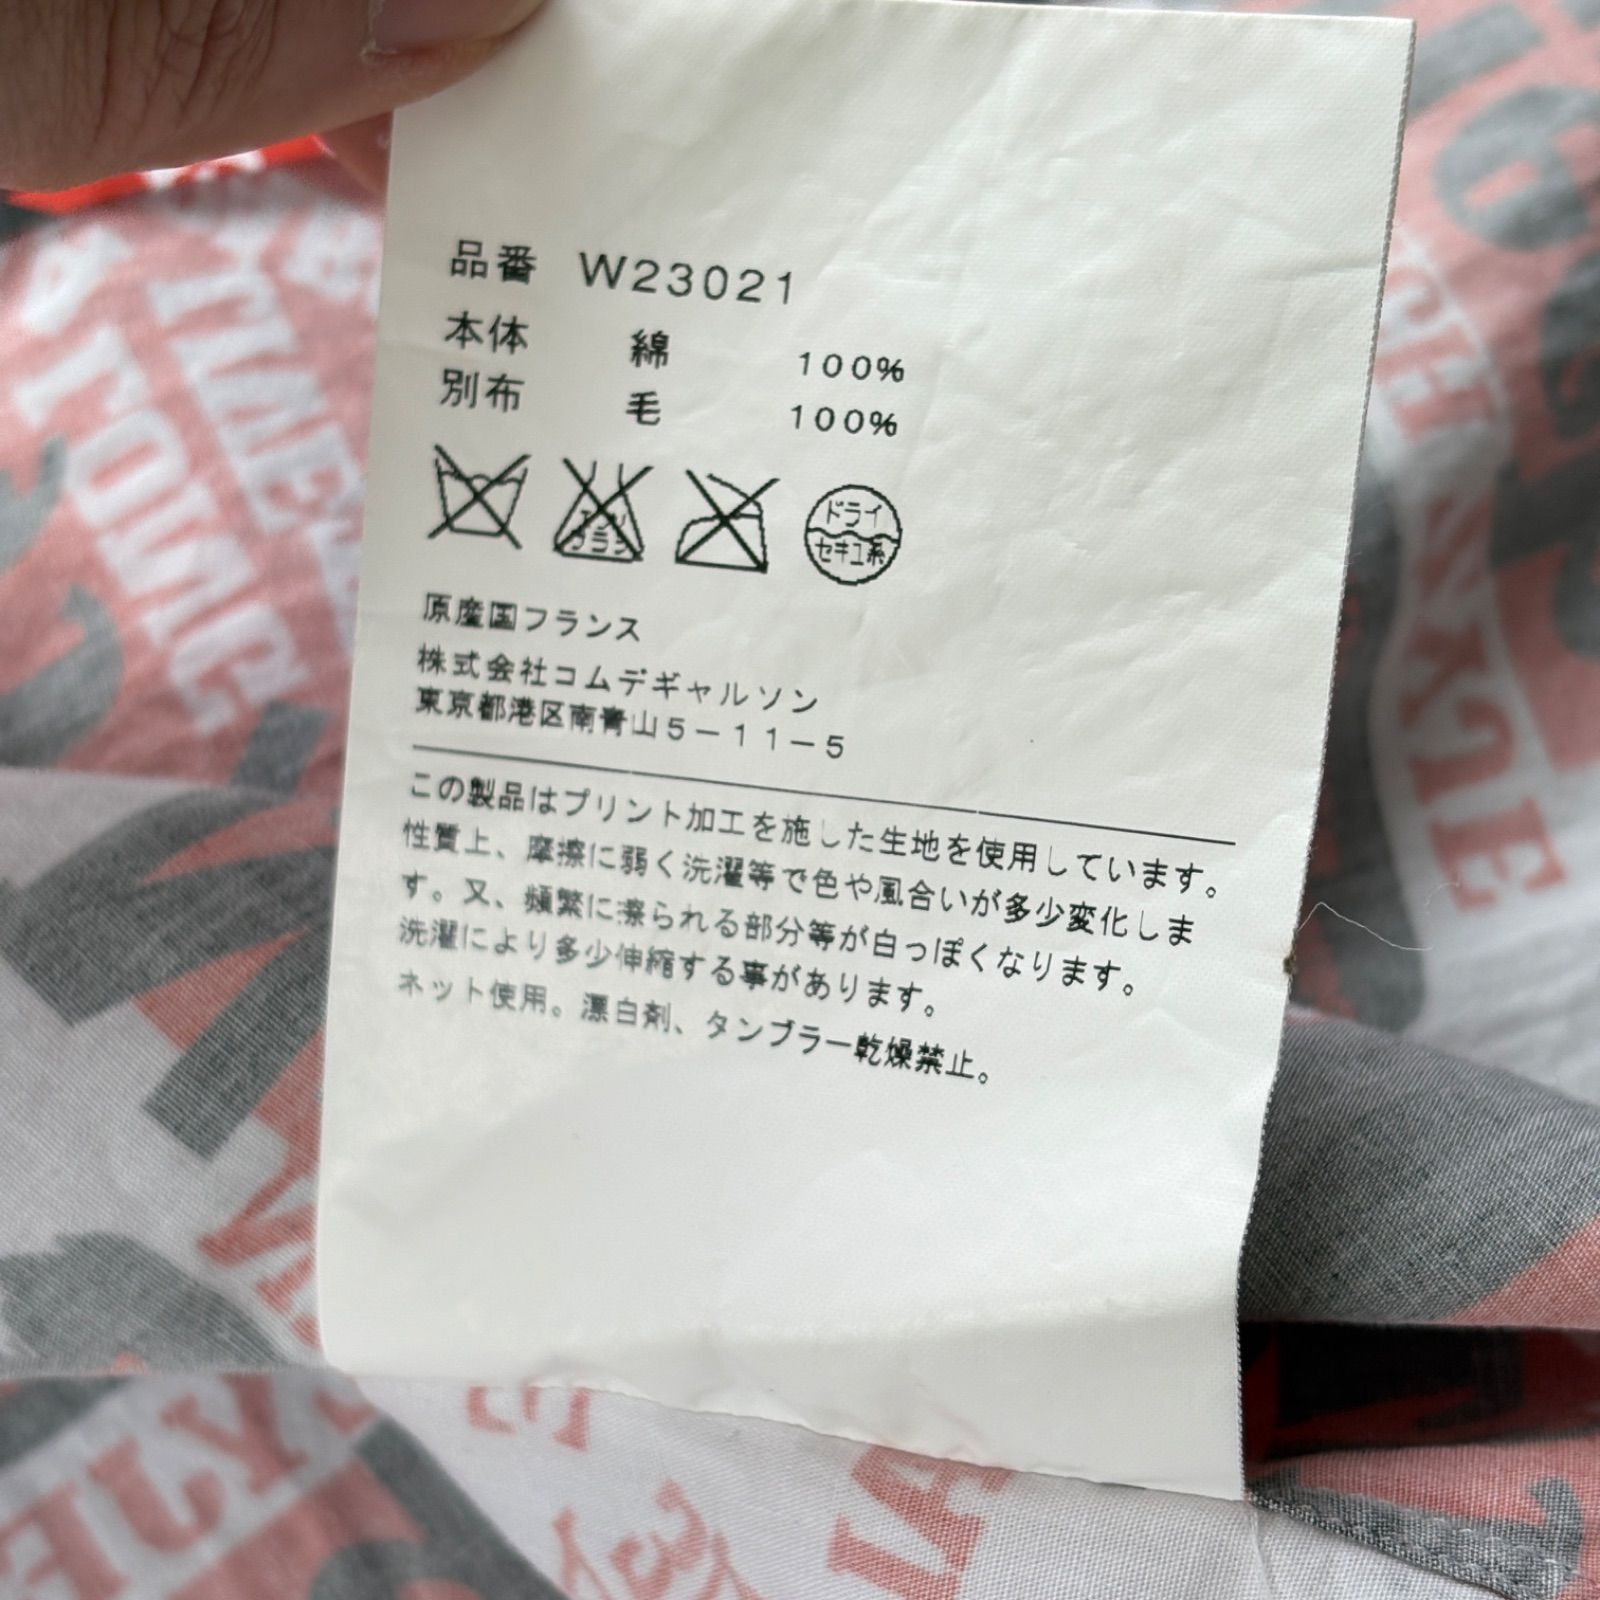 品番 W23021
本体 綿 100%
別布 毛 100%
エンソ
ドライ
セキユ系
原産国フランス
株式会社コムデギャルソン
東京都港区南青山5-11-5
この製品はプリント加工を施した生地を使用しています。
性質上、摩擦に弱く洗濯等で色や風合いが多少変化しま
す。又、頻繁に擦られる部分等が白っぽくなります。
洗濯により多少伸縮する事があります。
ネット使用。漂白剤、タンブラー乾燥禁止。